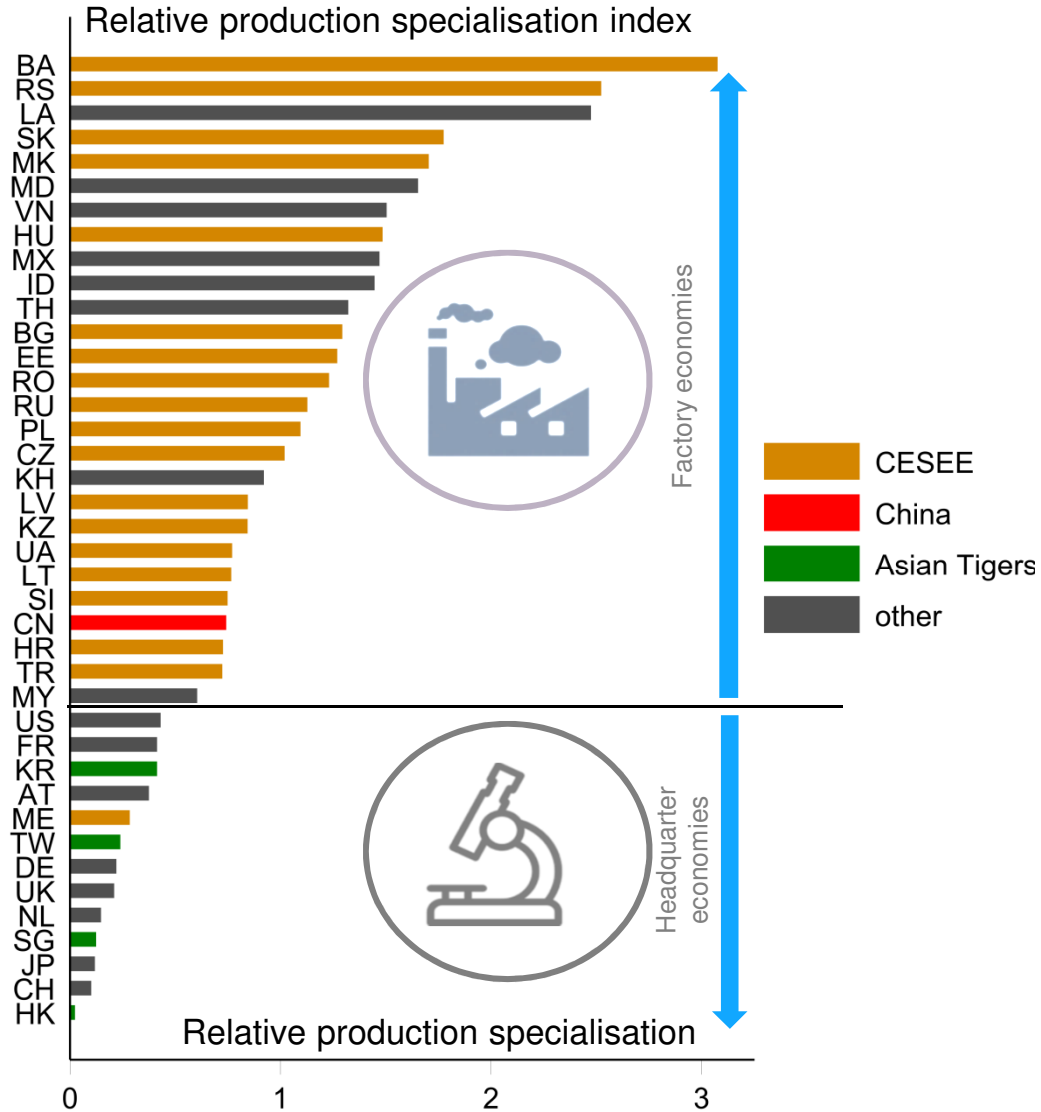 Relative production specialisation index
BA
RS
LA
SK
MK
MD
VN
HU
MX
ID
TH
BG
EE
RO
RU
PL
CZ
KH
LV
KZ
UA
LT
SI
CN
HR
TR
MY
US
FR
KR
AT
ME
TW
DE
UK
NL
SG
JP
CH
HK
Factory economies
Headquarter
economies
CESEE
China
Asian Tigers
other
Relative production specialisation
0 1 2 3